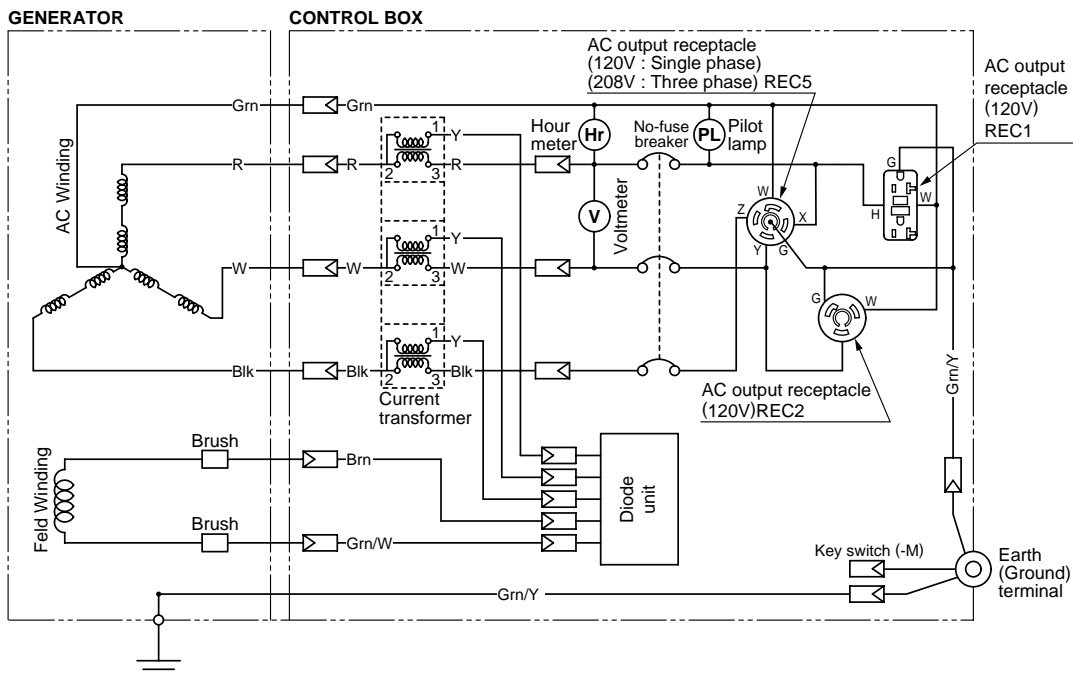 GENERATOR
CONTROL BOX
AC output receptacle
(120V : Single phase)
(208V : Three phase) REC5
AC output
receptacle
(120V)
REC1
Grn
Grn
AC Winding
R
R
2
1
3
Y
R
Hour
meter
Hr
No-fuse
breaker
PL
Pilot
lamp
V
Voltmeter
W
Z
X
Y
G
G
H
W
W
W
2
1
3
Y
W
G
W
Blk
Blk
2
1
3
Y
Blk
Current
transformer
AC output receptacle
(120V)REC2
Grn/Y
Feld Winding
Brush
Brn
Brush
Grn/W
Diode
unit
Key switch (-M)
Earth
(Ground)
terminal
Grn/Y